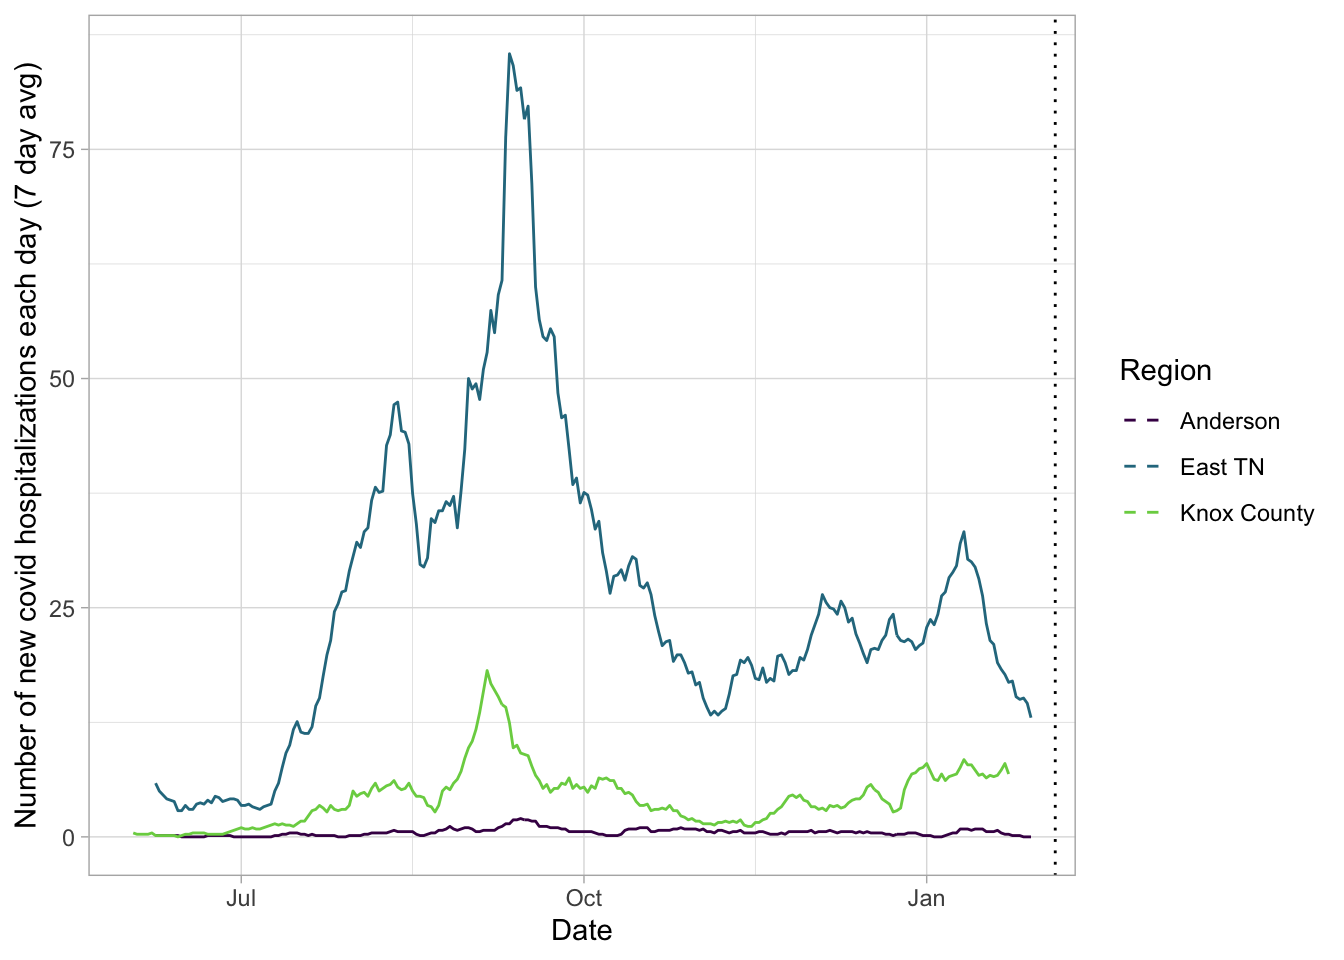 Number of new covid hospitalizations each day (7 day avg)
75
50
25
0
Jul
Oct
Jan
Date
Region
Anderson
East TN
Knox County